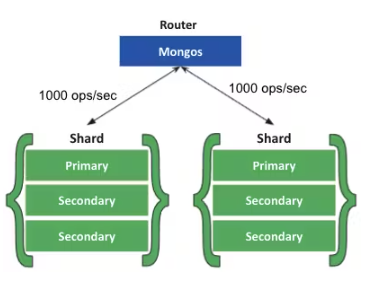 Router
Mongos
1000 ops/sec
1000 ops/sec
Shard
Shard
Primary
Primary
Secondary
Secondary
Secondary
Secondary